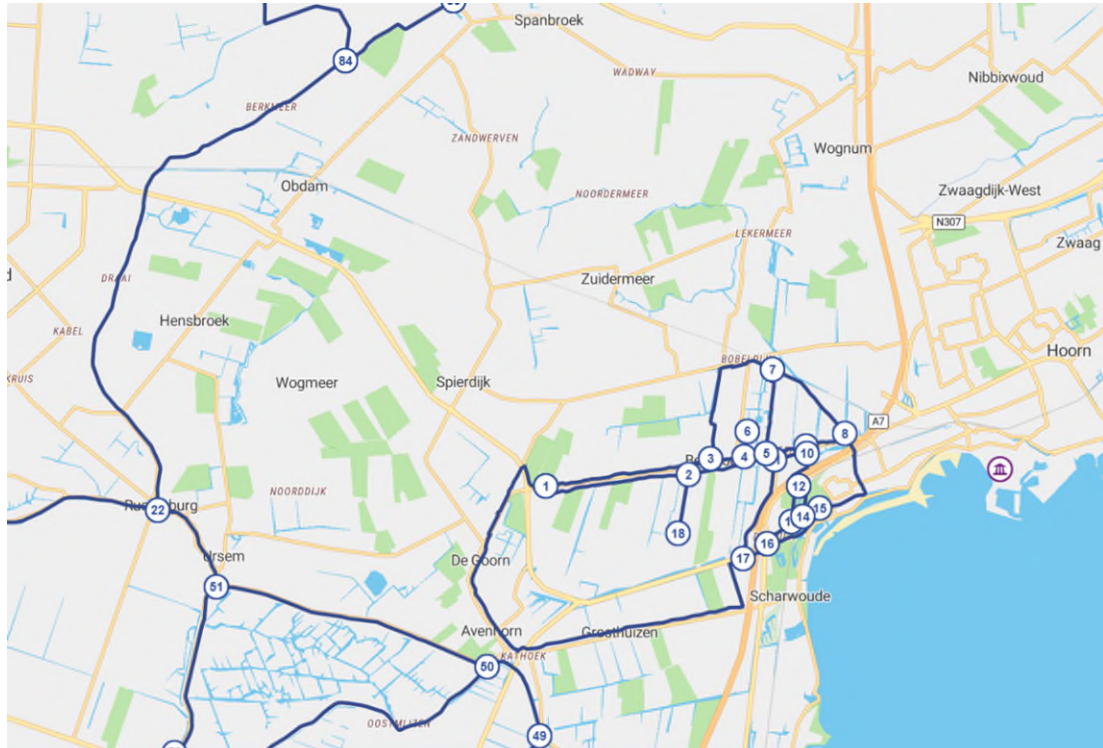 Spanbroek
84
WADWAY
Nibbixwoud
BERKMEER
ZANDWERVEN
Wognum
Obdam
NOORDERMEER
Zwaagdijk-West
N307
LEKERMEER
Zwaag
DRAAI
Zuidermeer
Hensbroek
KABEL
Hoorn
BOBELDIJK
KRUIS
Wogmeer
Spierdijk
7
A7
6
8
3
4
5
10
2
1
12
NOORDDIJK
22
15
14
18
16
Ursem
De Goorn
17
51
Scharwoude
Avenhorn
Grosthuizen
KATHOEK
50
OOSTMIJZEN
49